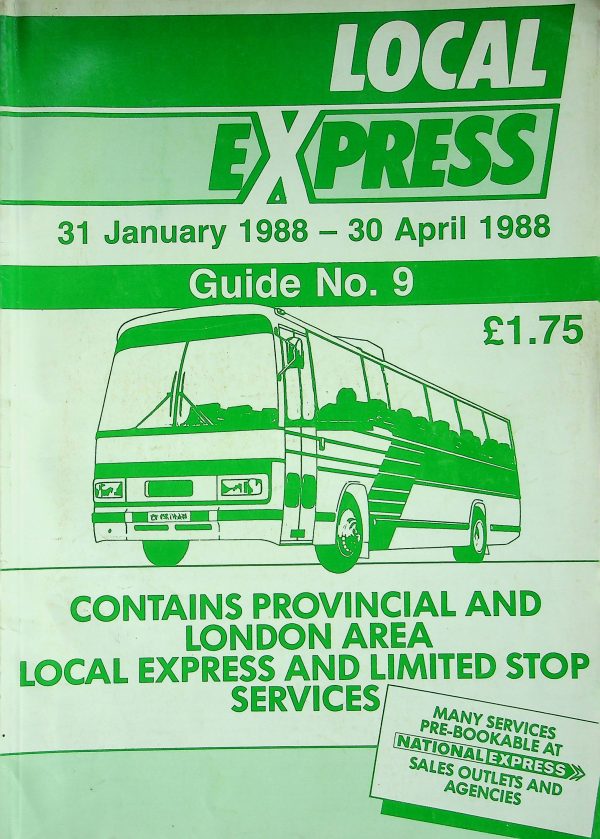 LOCAL
EXPRESS
31 January 1988 – 30 April 1988
Guide No. 9
£1.75
CONTAINS PROVINCIAL AND
LONDON AREA
LOCAL EXPRESS AND LIMITED STOP
SERVICES
MANY SERVICES
PRE-BOOKABLE AT
NATIONAL EXPRESS
SALES OUTLETS AND
AGENCIES